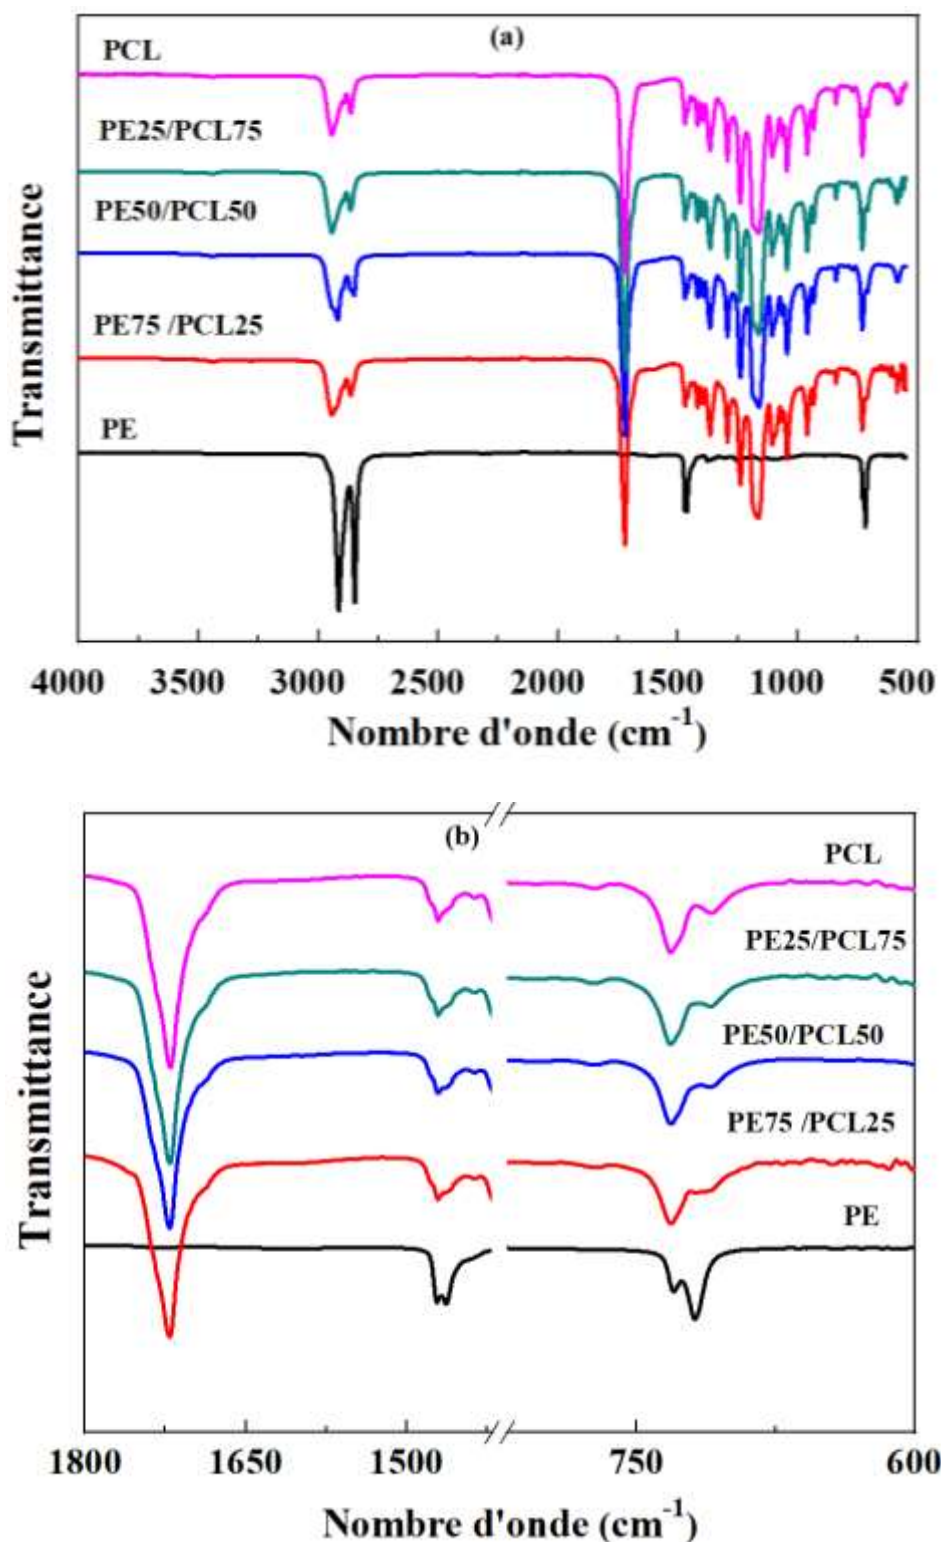 (a)
PCL
PE25/PCL75
PE50/PCL50
PE75 /PCL25
PE
Transmittance
4000 3500 3000 2500 2000 1500 1000 500
Nombre d'onde (cm-1)
(b)
PCL
PE25/PCL75
PE50/PCL50
PE75 /PCL25
PE
Transmittance
1800 1650 1500 750 600
Nombre d'onde (cm-1)